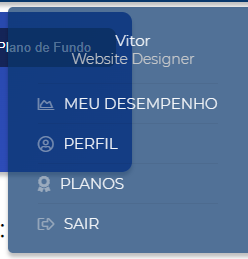 Plano de Fundo
Vitor
Website Designer
MEU DESEMPENHO
PERFIL
PLANOS
SAIR
: